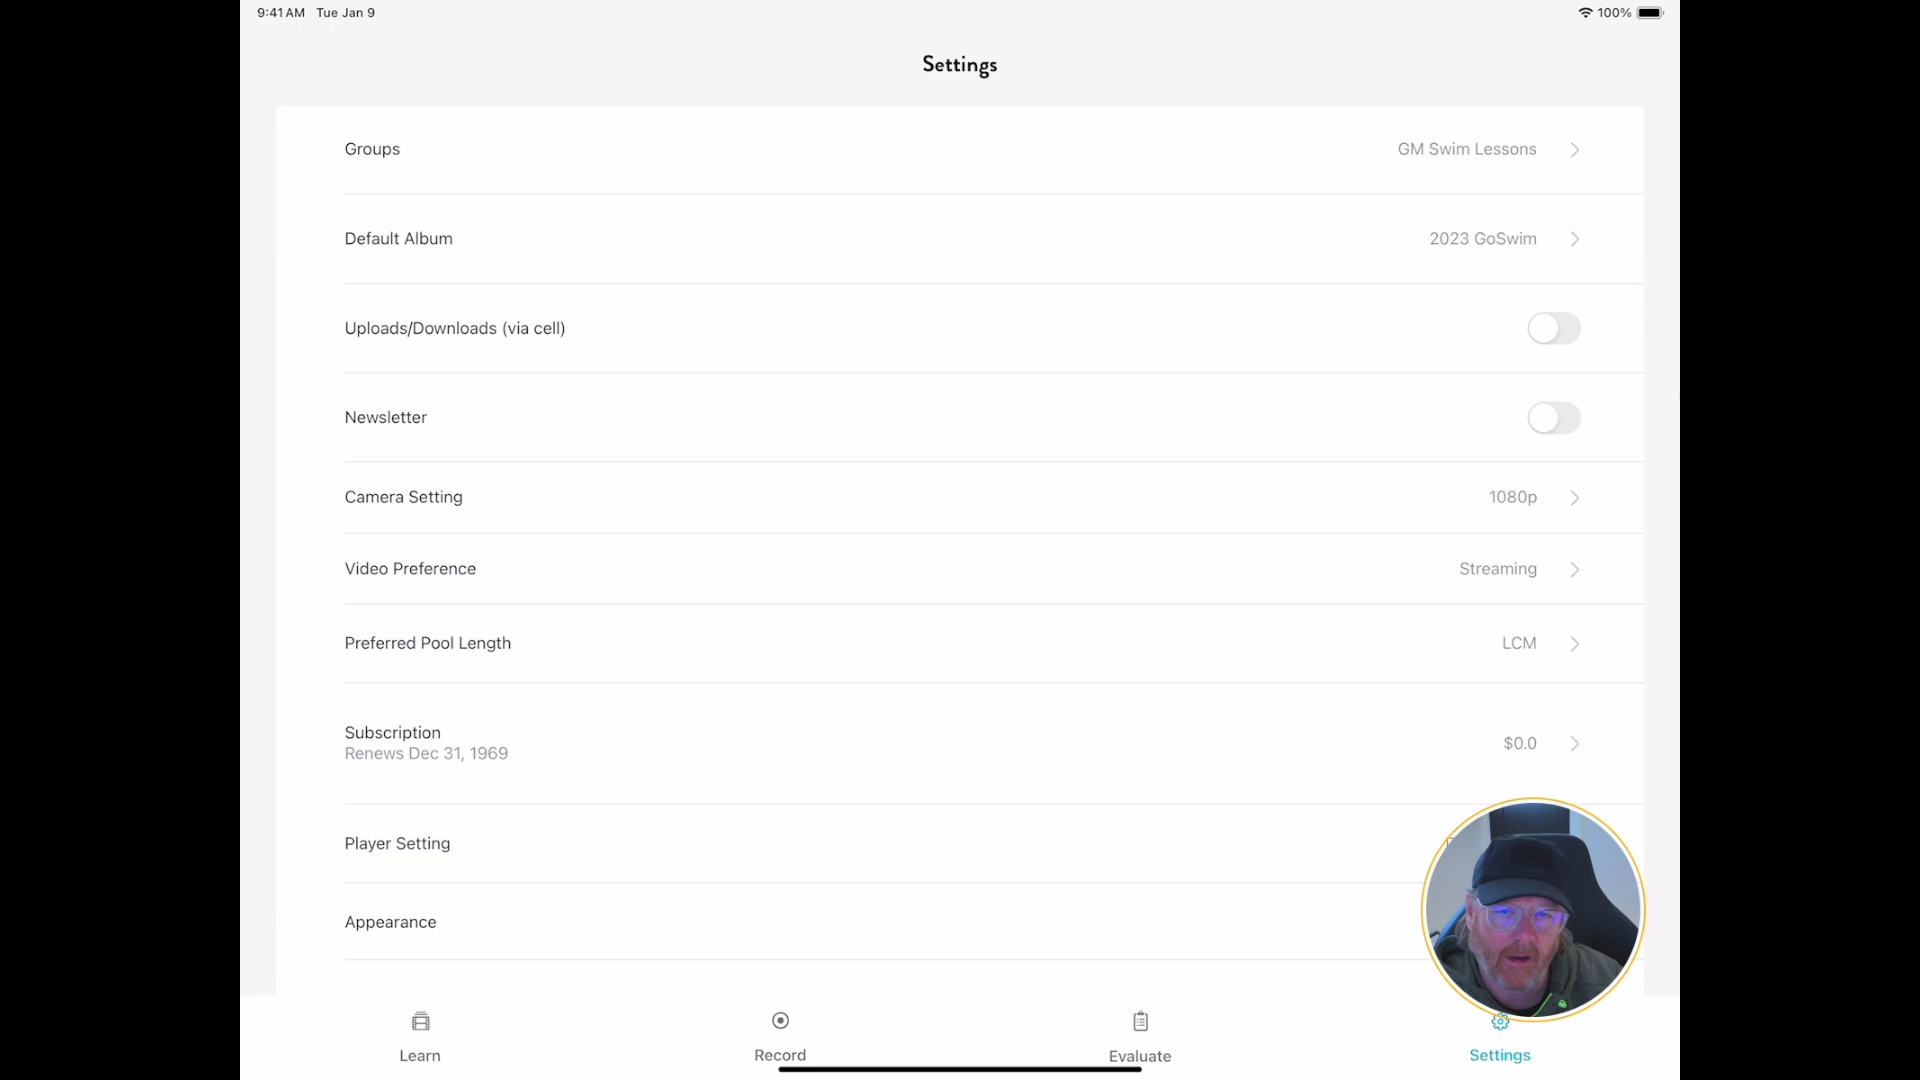 9:41 AM Tue Jan 9
100%
Settings
Groups
GM Swim Lessons
Default Album
2023 GoSwim
Uploads/Downloads (via cell)
Newsletter
Camera Setting
1080p
Video Preference
Streaming
Preferred Pool Length
LCM
Subscription
Renews Dec 31, 1969
$0.0
Player Setting
Appearance
Learn
Record
Evaluate
Settings